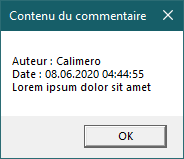 Contenu du commentaire
Auteur : Calimero
Date : 08.06.2020 04:44:55
Lorem ipsum dolor sit amet
OK